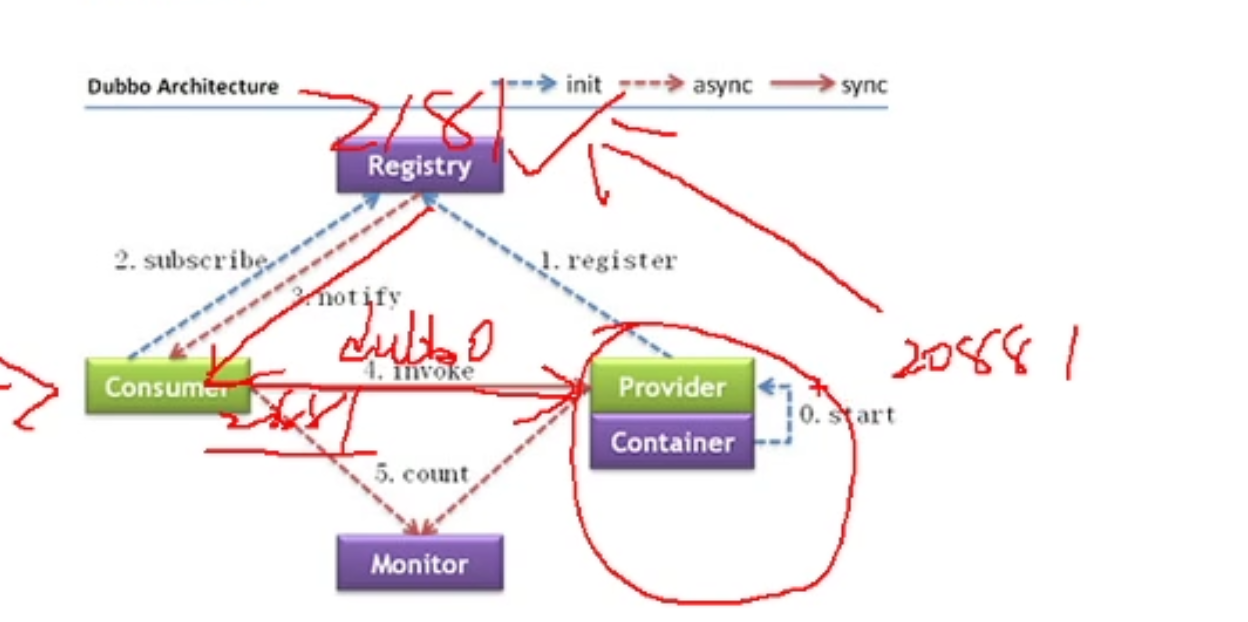 Dubbo Architecture
init
async
sync
2181
Registry
2. subscribe
1. register
3. notify
dubbo
20881
4. invoke
Consumer
Provider
0. start
Container
5. count
Monitor